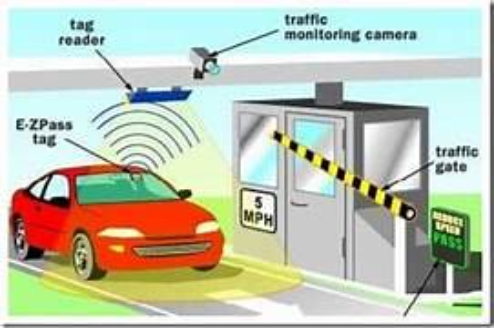 tag
reader
traffic
monitoring camera
E-ZPass
tag
traffic
gate
5
MPH
REDUCE
SPEED
PASS